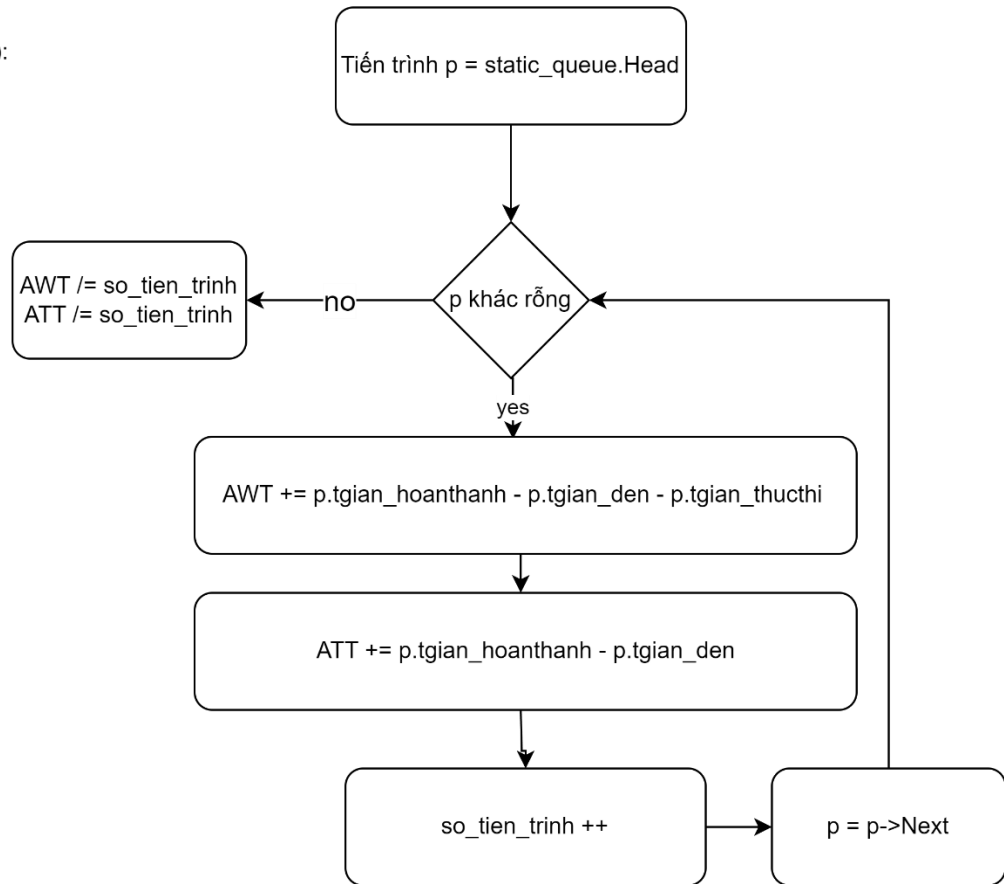 ):
Tiến trình p = static_queue.Head
p khác rỗng
no
AWT /= so_tien_trinh
ATT /= so_tien_trinh
yes
AWT += p.tgian_hoanthanh - p.tgian_den - p.tgian_thucthi
ATT += p.tgian_hoanthanh - p.tgian_den
so_tien_trinh ++
p = p->Next